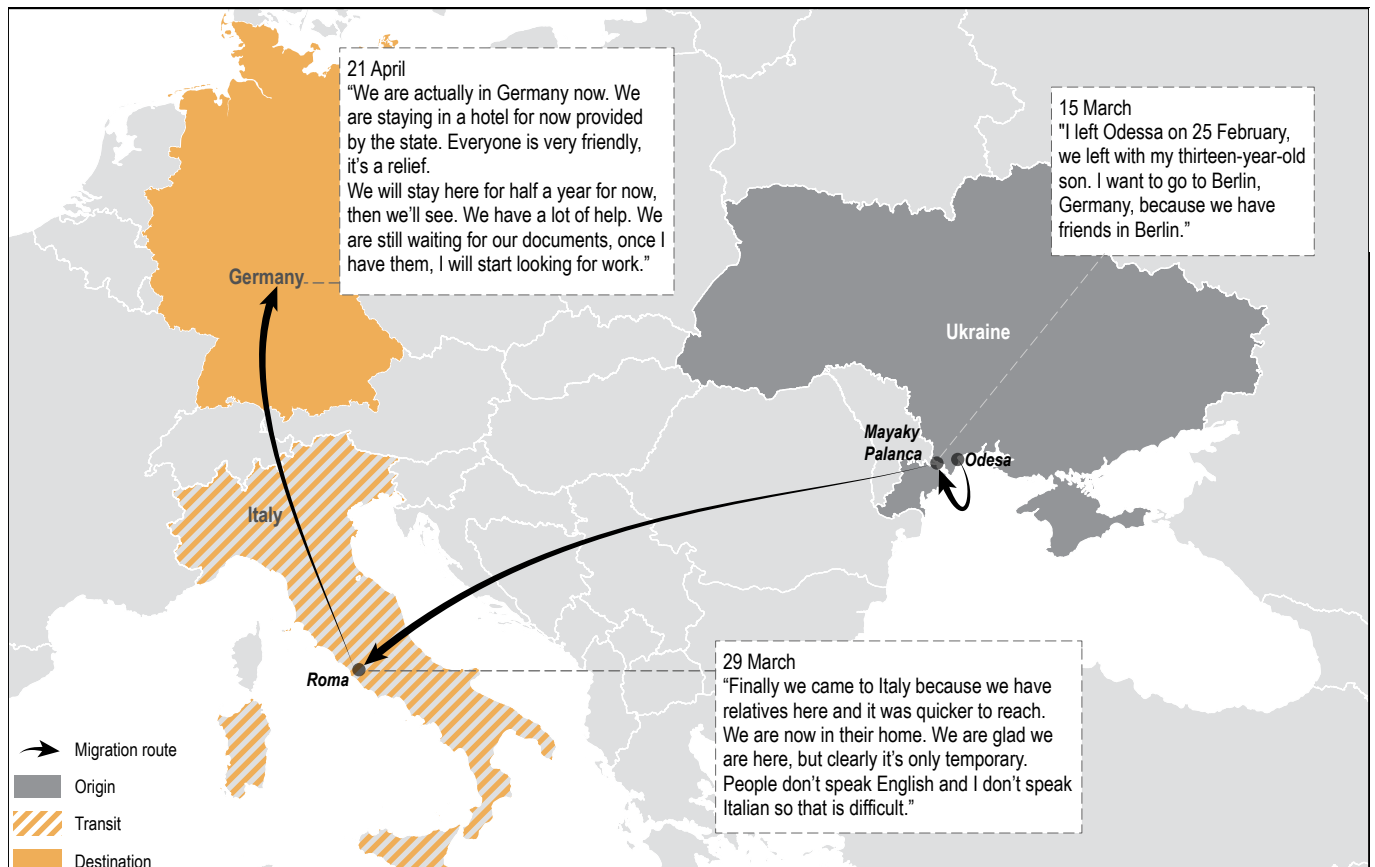 21 April
“We are actually in Germany now. We
are staying in a hotel for now provided
by the state. Everyone is very friendly,
it’s a relief.
We will stay here for half a year for now,
then we’ll see. We have a lot of help. We
are still waiting for our documents, once I
have them, I will start looking for work.”
15 March
"I left Odessa on 25 February,
we left with my thirteen-year-old
son. I want to go to Berlin,
Germany, because we have
friends in Berlin.”
Germany
Ukraine
Mayaky
Palanca
Odesa
Italy
Roma
29 March
“Finally we came to Italy because we have
relatives here and it was quicker to reach.
We are now in their home. We are glad we
are here, but clearly it’s only temporary.
People don’t speak English and I don’t speak
Italian so that is difficult.”
Migration route
Origin
Transit
Destination